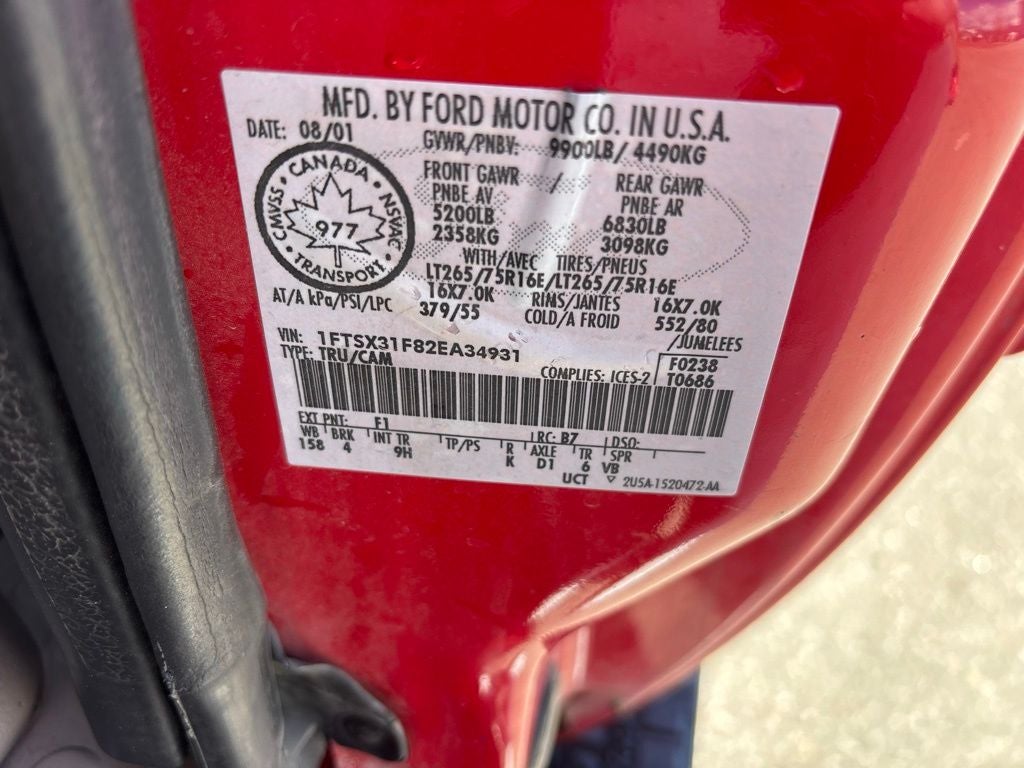 MFD. BY FORD MOTOR CO. IN U.S.A.
DATE: 08/01 GVWR/PNBV: 9900LB/ 4490KG
CANADA
CMVSS • NSVAC
977
TRANSPORT
FRONT GAWR / REAR GAWR
PNBE AV PNBE AR
5200LB 6830LB
2358KG 3098KG
WITH/AVEC TIRES/PNEUS
LT265/75R16E/LT265/75R16E
16X7.0K RIMS/JANTES 16X7.0K
AT/A kPa/PSI/LPC 379/55 COLD/A FROID 552/80
/JUMELEES
VIN: 1FTSX31F82EA34931
TYPE: TRU/CAM
COMPLIES: ICES-2
F0238
T0686
EXT PNT: F1 RC: B7 DSO:
WB BRK INT TR TP/PS R AXLE TR SPR
158 4 9H K D1 6 VB
UCT ▽ 2U5A-1520472-AA